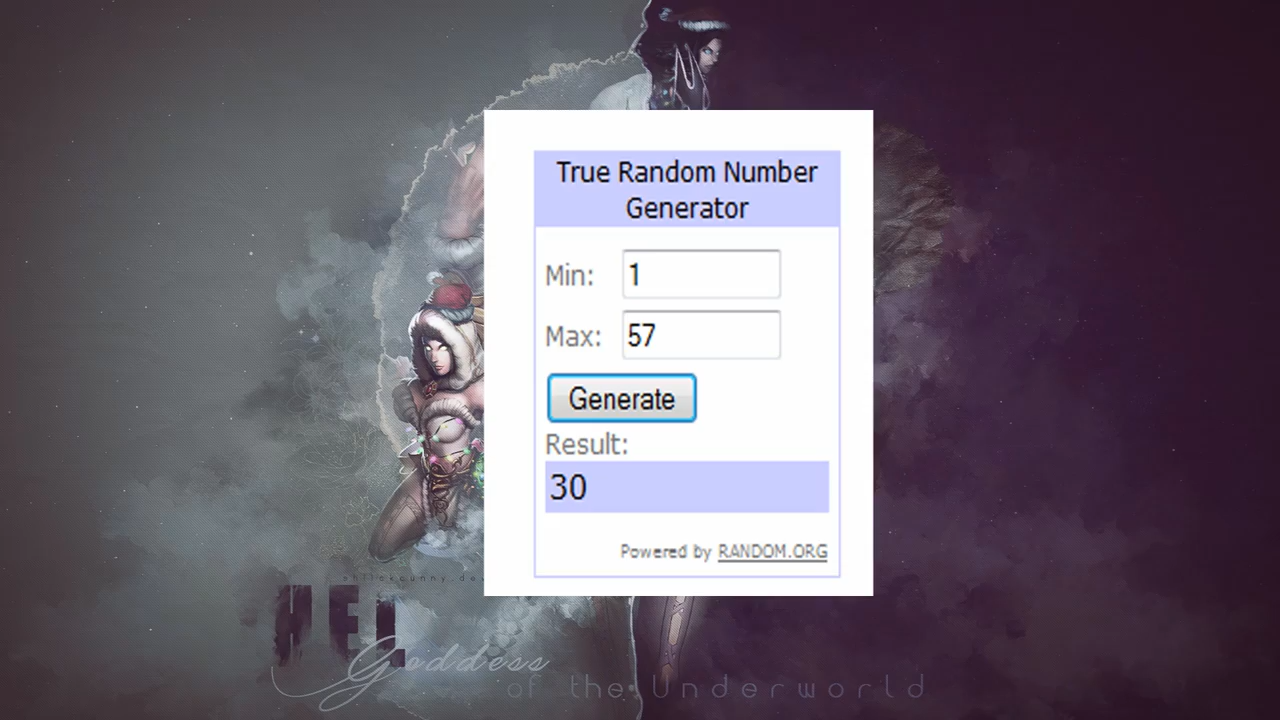 True Random Number
Generator
Min: 1
Max: 57
Generate
Result:
30
Powered by RANDOM.ORG
HEL
Goddess
of the Underworld